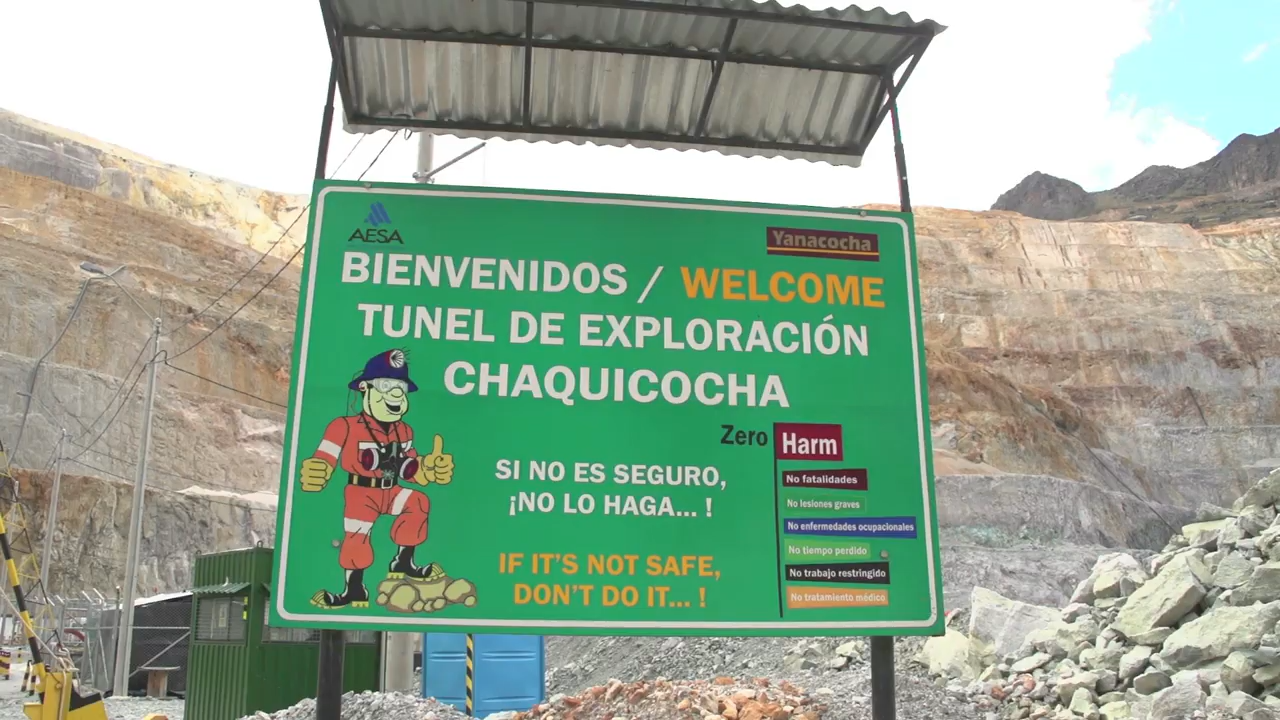 AESA
Yanacocha
BIENVENIDOS / WELCOME
TUNEL DE EXPLORACIÓN
CHAQUICOCHA
Zero Harm
No fatalidades
No lesiones graves
No enfermedades ocupacionales
No tiempo perdido
No trabajo restringido
No tratamiento médico
SI NO ES SEGURO,
¡NO LO HAGA... !
IF IT'S NOT SAFE,
DON'T DO IT... !